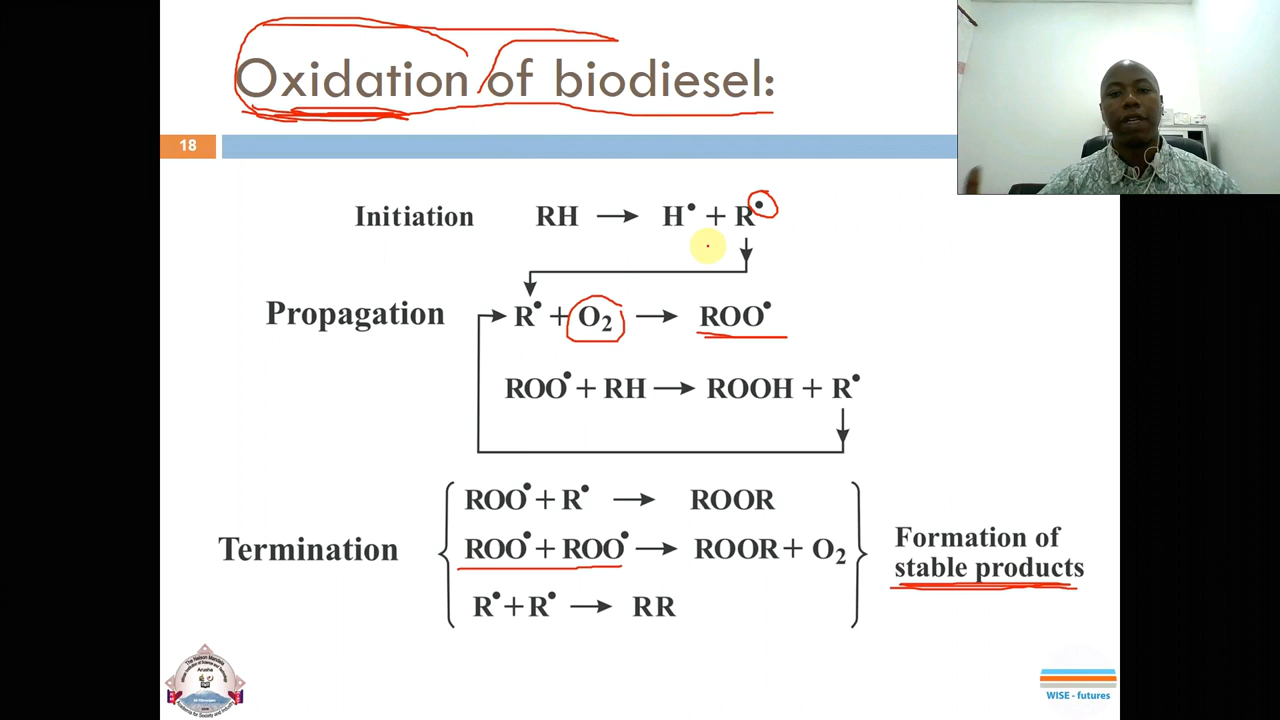 Oxidation of biodiesel:
18
Initiation RH → H• + R•
Propagation R• + O₂ → ROO•
ROO• + RH → ROOH + R•
ROO• + R• → ROOR
Termination ROO• + ROO• → ROOR + O₂
R• + R• → RR
Formation of
stable products
Arusha
WISE - futures